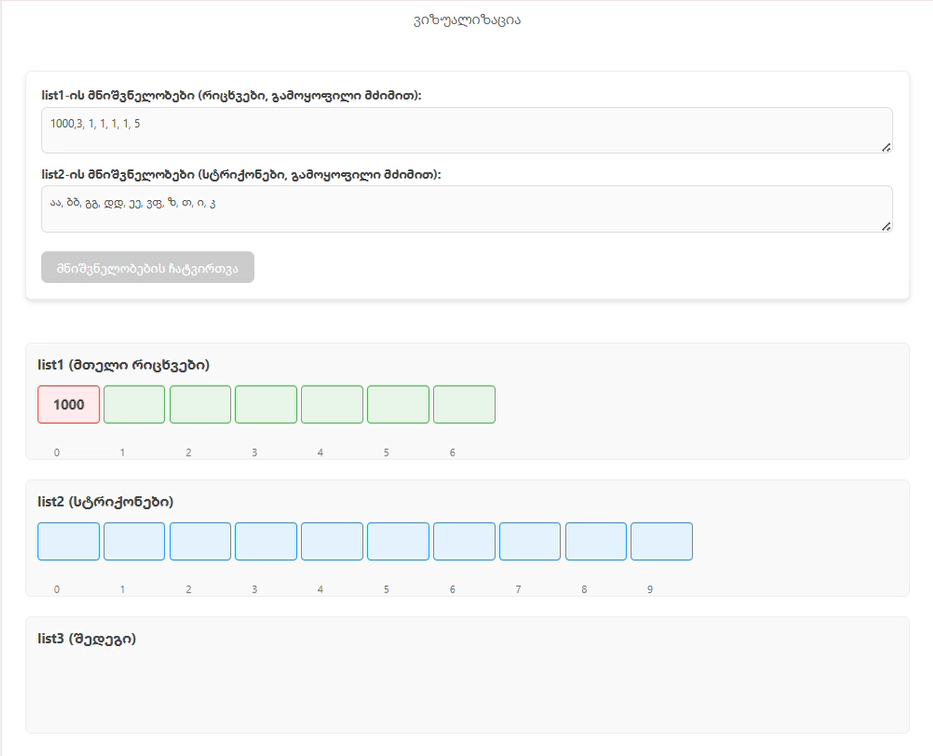 ვიზუალიზაცია
list1-ის მნიშვნელობები (რიცხვები, გამოყოფილი მძიმით):
1000,3, 1, 1, 1, 1, 5
list2-ის მნიშვნელობები (სტრიქონები, გამოყოფილი მძიმით):
აა, ბბ, გგ, დდ, ეე, ვფ, ზ, თ, ი, კ
მნიშვნელობების ჩატვირთვა
list1 (მთელი რიცხვები)
1000
0 1 2 3 4 5 6
list2 (სტრიქონები)
0 1 2 3 4 5 6 7 8 9
list3 (შედეგი)